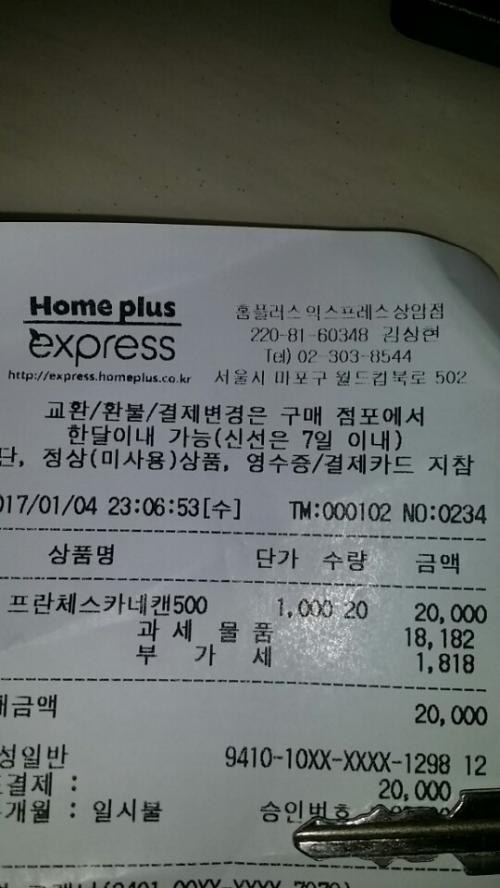 Home plus
express
http://express.homeplus.co.kr
홈플러스익스프레스상암점
220-81-60348 김상현
Tel) 02-303-8544
서울시 마포구 월드컵북로 502
교환/환불/결제변경은 구매 점포에서
한달이내 가능(신선은 7일 이내)
단, 정상(미사용)상품, 영수증/결제카드 지참
017/01/04 23:06:53[수] TM:000102 NO:0234
상품명 단가 수량 금액
프란체스카네캔500 1,000 20 20,000
과 세 물 품 18,182
부 가 세 1,818
매금액 20,000
성일반 9410-10XX-XXXX-1298 12
결제 : 20,000
개월 : 일시불 승인번호